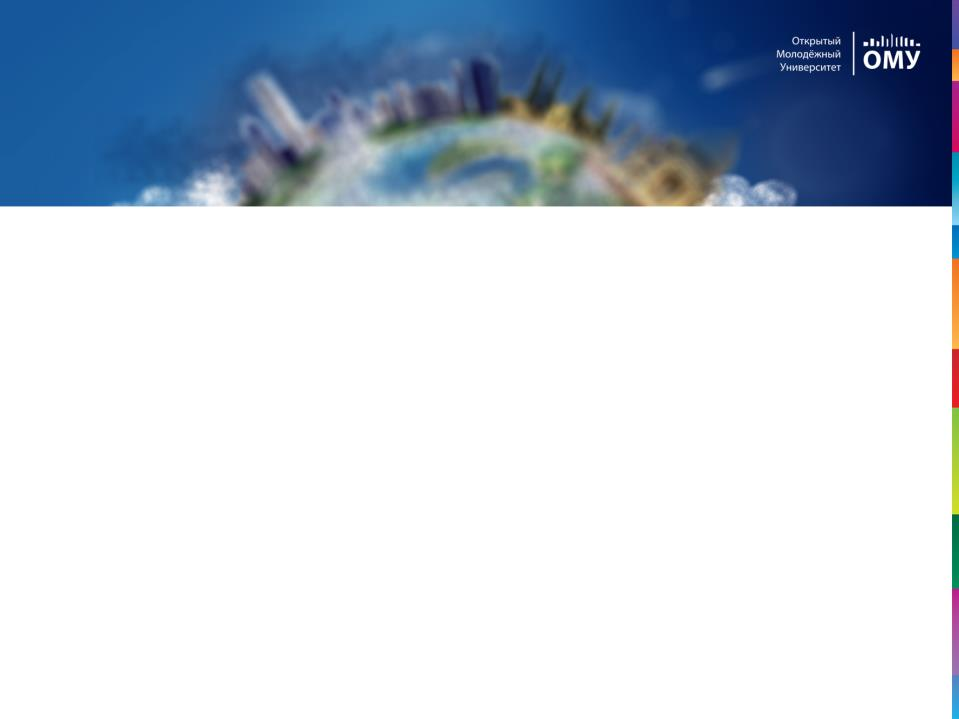 Открытый
Молодёжный
Университет
ОМУ